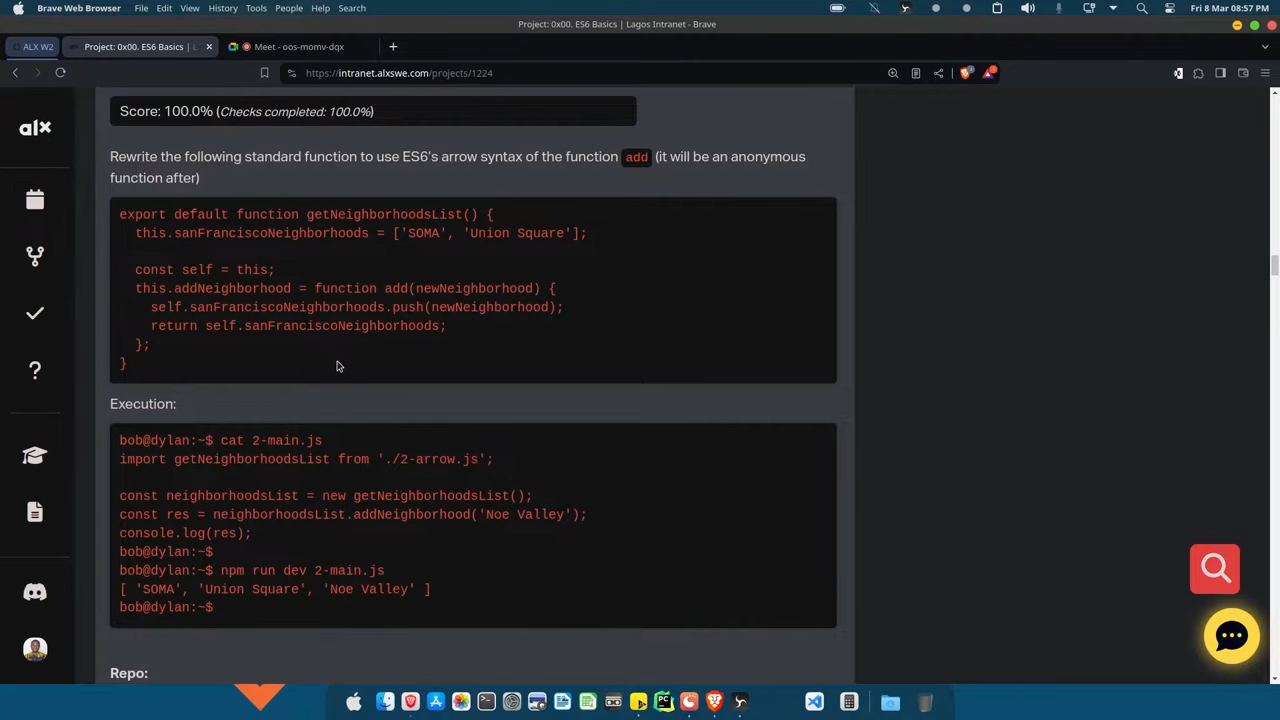 Brave Web Browser File Edit View History Tools People Help Search Fri 8 Mar 08:57 PM
Project: 0x00. ES6 Basics | Lagos Intranet - Brave
ALX W2 Project: 0x00. ES6 Basics | L Meet - oos-momv-dqx
https://intranet.alxswe.com/projects/1224
alx
Score: 100.0% (Checks completed: 100.0%)
Rewrite the following standard function to use ES6's arrow syntax of the function add (it will be an anonymous
function after)
export default function getNeighborhoodsList() {
this.sanFranciscoNeighborhoods = ['SOMA', 'Union Square'];
const self = this;
this.addNeighborhood = function add(newNeighborhood) {
self.sanFranciscoNeighborhoods.push(newNeighborhood);
return self.sanFranciscoNeighborhoods;
};
}
Execution:
bob@dylan:~$ cat 2-main.js
import getNeighborhoodsList from './2-arrow.js';
const neighborhoodsList = new getNeighborhoodsList();
const res = neighborhoodsList.addNeighborhood('Noe Valley');
console.log(res);
bob@dylan:~$
bob@dylan:~$ npm run dev 2-main.js
[ 'SOMA', 'Union Square', 'Noe Valley' ]
bob@dylan:~$
Repo: